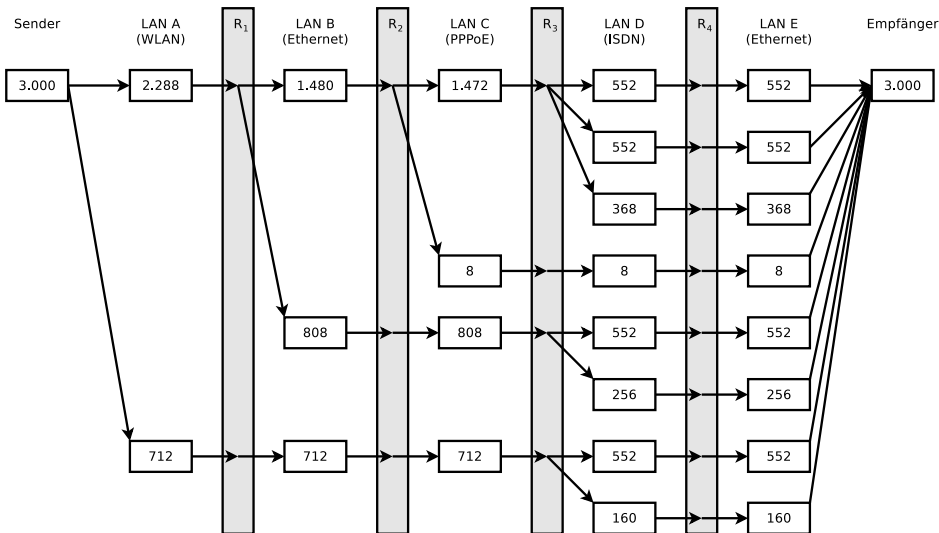 Sender LAN A R1 LAN B R2 LAN C R3 LAN D R4 LAN E Empfänger
(WLAN) (Ethernet) (PPPoE) (ISDN) (Ethernet)
3.000 2.288 1.480 1.472 552 552 3.000
552 552
368 368
8 8 8
808 808 552 552
256 256
712 712 712 552 552
160 160